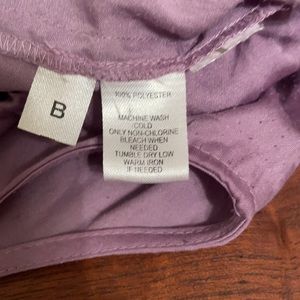 B
100% POLYESTER
MACHINE WASH
COLD
ONLY NON-CHLORINE
BLEACH WHEN
NEEDED
TUMBLE DRY LOW
WARM IRON
IF NEEDED